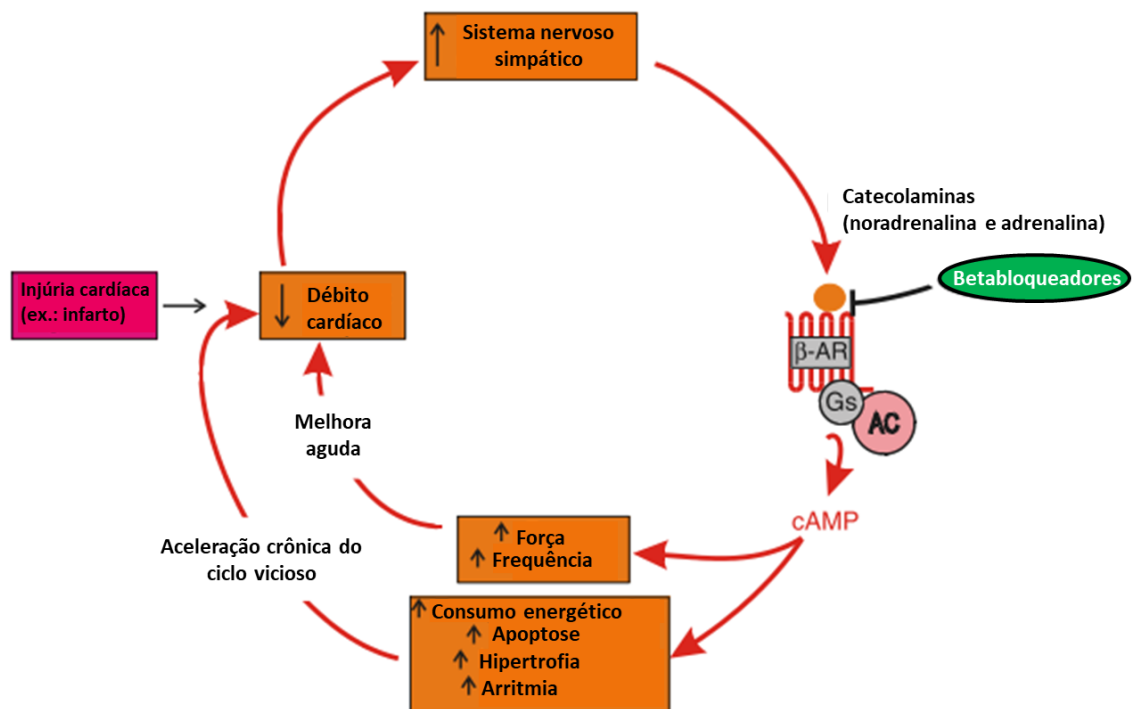 Sistema nervoso
simpático
Catecolaminas
(noradrenalina e adrenalina)
Betabloqueadores
Injúria cardíaca
(ex.: infarto)
Débito
cardíaco
β-AR
Gs
AC
cAMP
Melhora
aguda
Força
Frequência
Aceleração crônica do
ciclo vicioso
Consumo energético
Apoptose
Hipertrofia
Arritmia